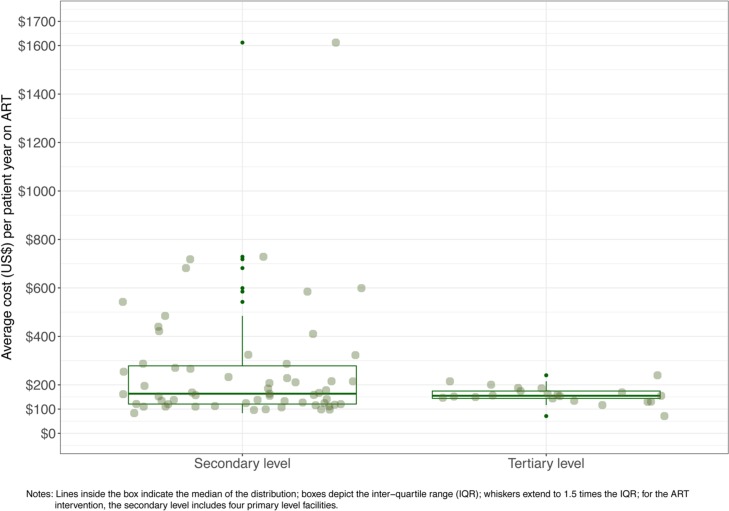 Average cost (US$) per patient year on ART
$1700
$1600
$1400
$1200
$1000
$800
$600
$400
$200
$100
$0
Secondary level
Tertiary level
Notes: Lines inside the box indicate the median of the distribution; boxes depict the inter−quartile range (IQR); whiskers extend to 1.5 times the IQR; for the ART
intervention, the secondary level includes four primary level facilities.